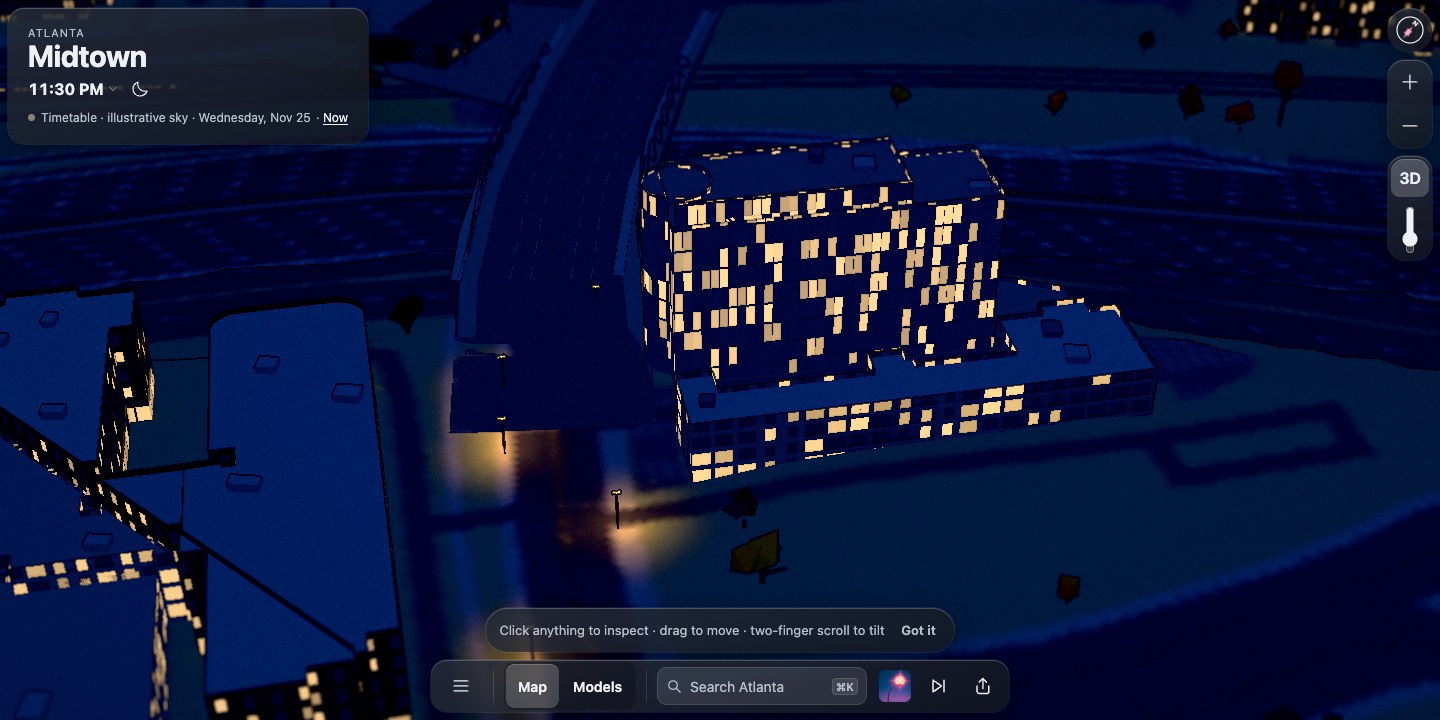 ATLANTA
Midtown
11:30 PM
Timetable · illustrative sky · Wednesday, Nov 25 · Now
3D
Click anything to inspect · drag to move · two-finger scroll to tilt Got it
Map Models Search Atlanta ⌘K